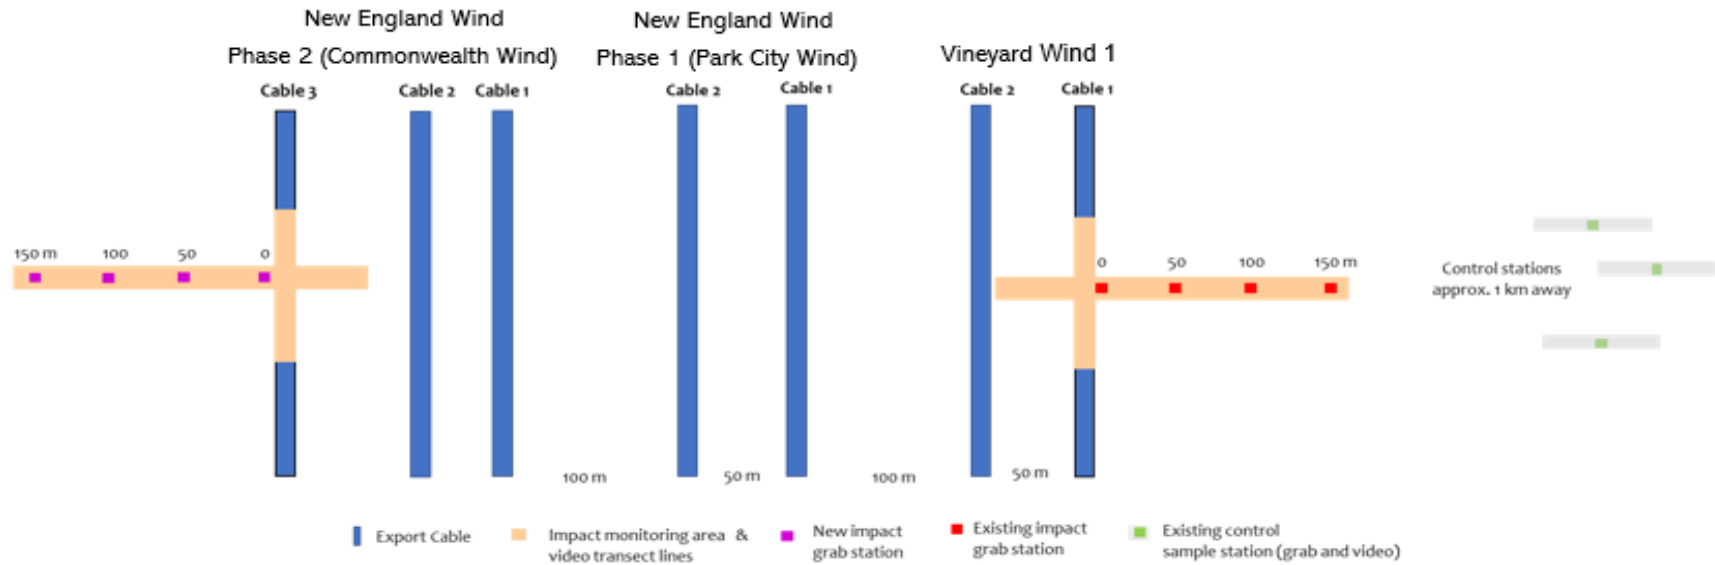 New England Wind
Phase 2 (Commonwealth Wind)
New England Wind
Phase 1 (Park City Wind)
Vineyard Wind 1
Cable 3
Cable 2
Cable 1
Cable 2
Cable 1
Cable 2
Cable 1
150 m
100
50
0
0
50
100
150 m
Control stations
approx. 1 km away
100 m
50 m
100 m
50 m
Export Cable
Impact monitoring area &
video transect lines
New impact
grab station
Existing impact
grab station
Existing control
sample station (grab and video)